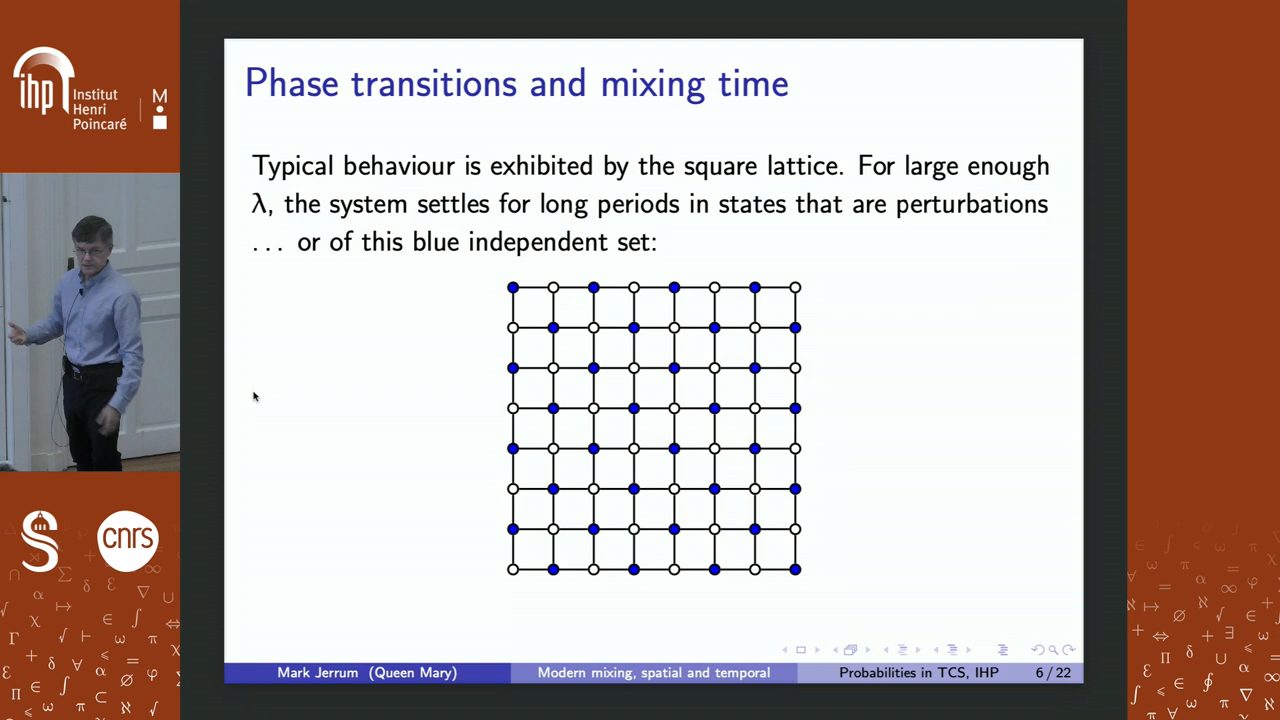 ihp
Institut
Henri
Poincaré
M
Phase transitions and mixing time
Typical behaviour is exhibited by the square lattice. For large enough
λ, the system settles for long periods in states that are perturbations
... or of this blue independent set:
cnrs
Mark Jerrum (Queen Mary)
Modern mixing, spatial and temporal
Probabilities in TCS, IHP
6 / 22